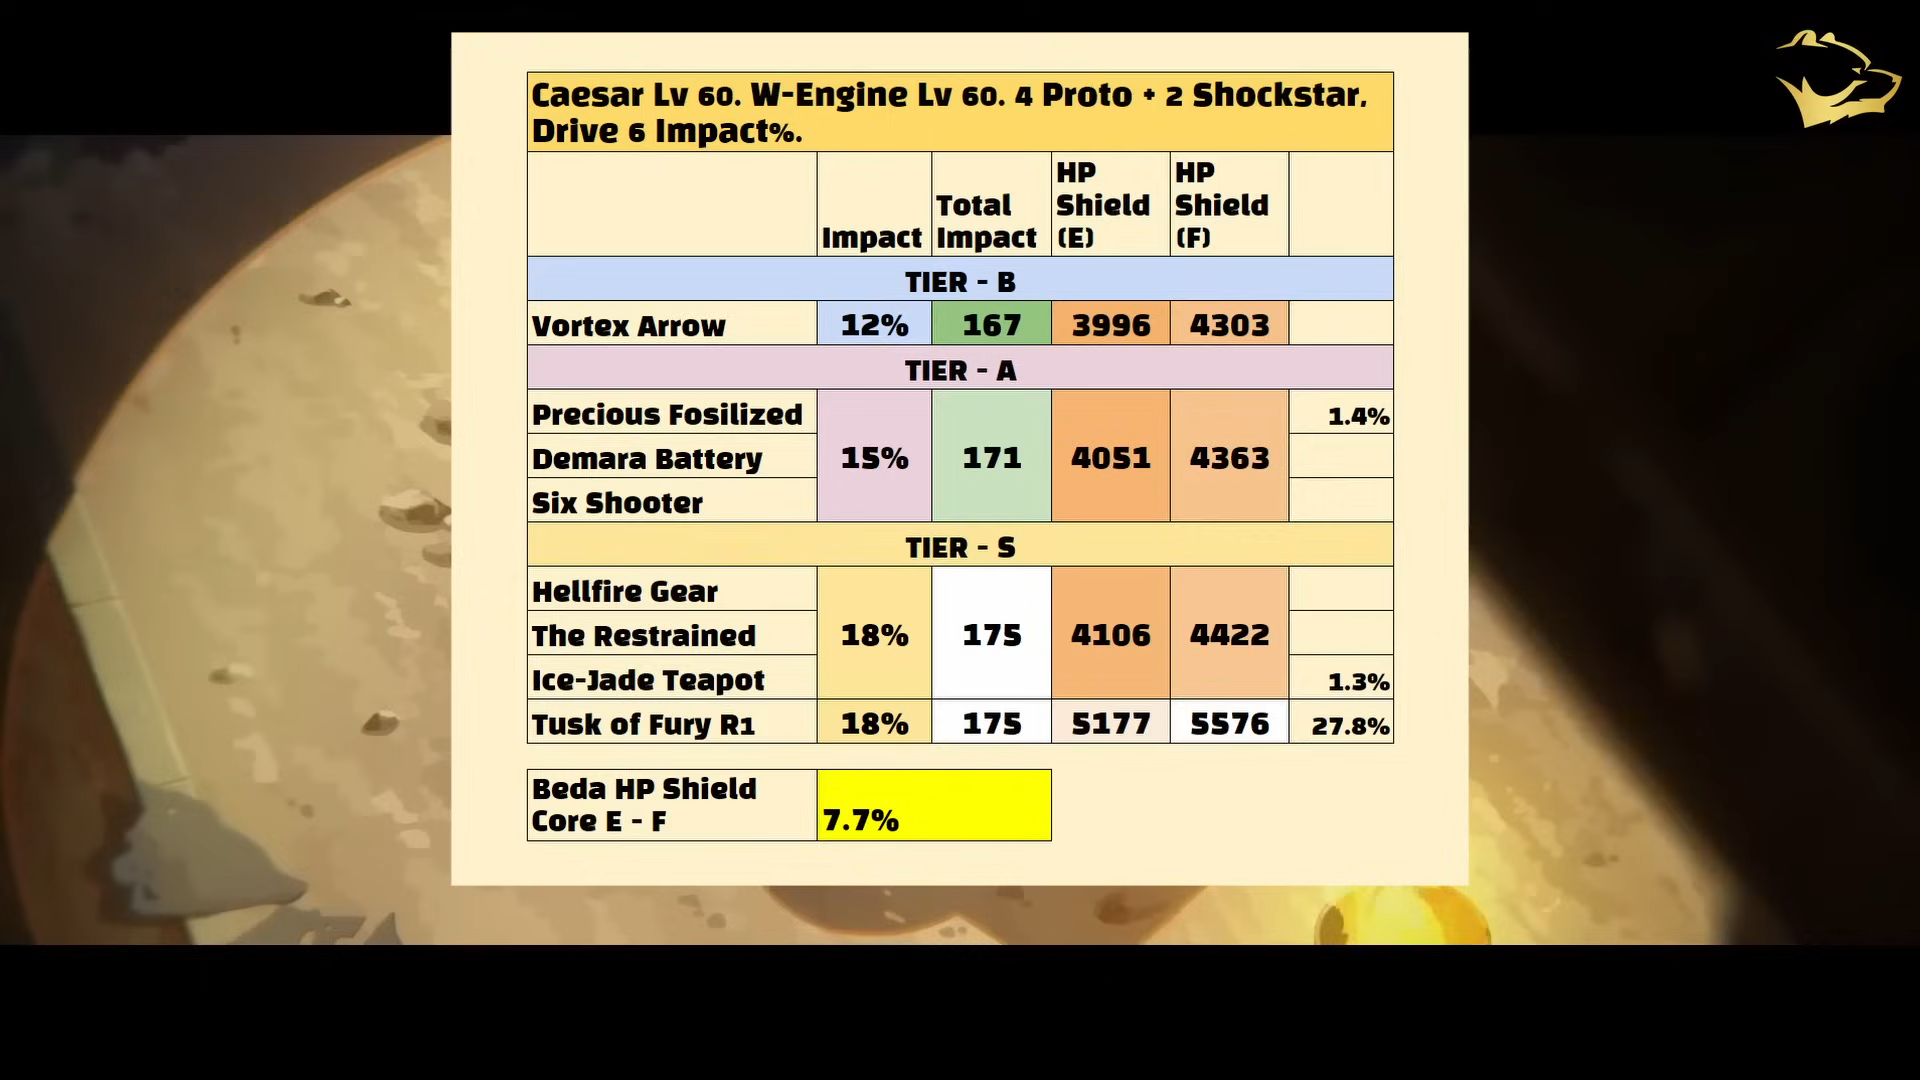 Caesar Lv 60. W-Engine Lv 60. 4 Proto + 2 Shockstar.
Drive 6 Impact%.
Impact
Total
Impact
HP
Shield
(E)
HP
Shield
(F)
TIER - B
Vortex Arrow 12% 167 3996 4303
TIER - A
Precious Fosilized 1.4%
Demara Battery 15% 171 4051 4363
Six Shooter
TIER - S
Hellfire Gear
The Restrained 18% 175 4106 4422
Ice-Jade Teapot 1.3%
Tusk of Fury R1 18% 175 5177 5576 27.8%
Beda HP Shield
Core E - F 7.7%